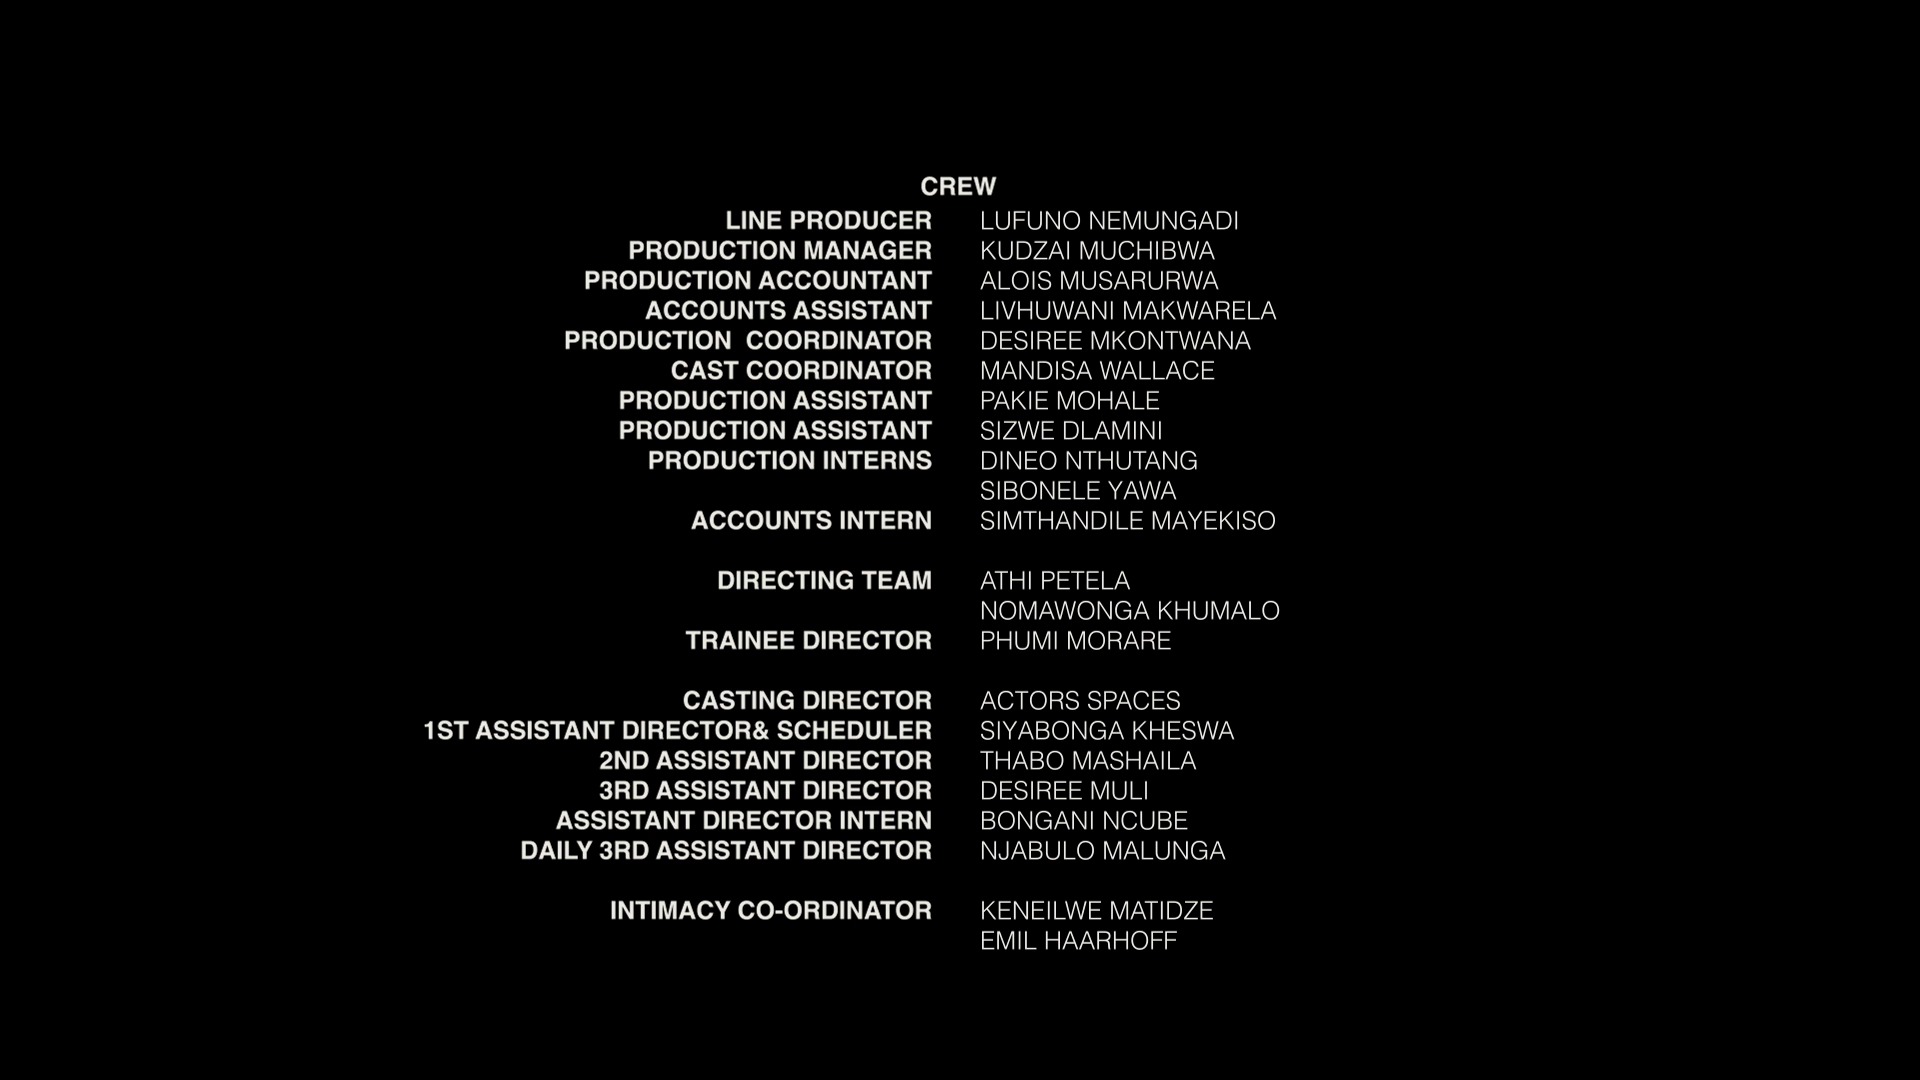 CREW
LINE PRODUCER LUFUNO NEMUNGADI
PRODUCTION MANAGER KUDZAI MUCHIBWA
PRODUCTION ACCOUNTANT ALOIS MUSARURWA
ACCOUNTS ASSISTANT LIVHUWANI MAKWARELA
PRODUCTION COORDINATOR DESIREE MKONTWANA
CAST COORDINATOR MANDISA WALLACE
PRODUCTION ASSISTANT PAKIE MOHALE
PRODUCTION ASSISTANT SIZWE DLAMINI
PRODUCTION INTERNS DINEO NTHUTANG
SIBONELE YAWA
ACCOUNTS INTERN SIMTHANDILE MAYEKISO
DIRECTING TEAM ATHI PETELA
NOMAWONGA KHUMALO
TRAINEE DIRECTOR PHUMI MORARE
CASTING DIRECTOR ACTORS SPACES
1ST ASSISTANT DIRECTOR& SCHEDULER SIYABONGA KHESWA
2ND ASSISTANT DIRECTOR THABO MASHAILA
3RD ASSISTANT DIRECTOR DESIREE MULI
ASSISTANT DIRECTOR INTERN BONGANI NCUBE
DAILY 3RD ASSISTANT DIRECTOR NJABULO MALUNGA
INTIMACY CO-ORDINATOR KENEILWE MATIDZE
EMIL HAARHOFF